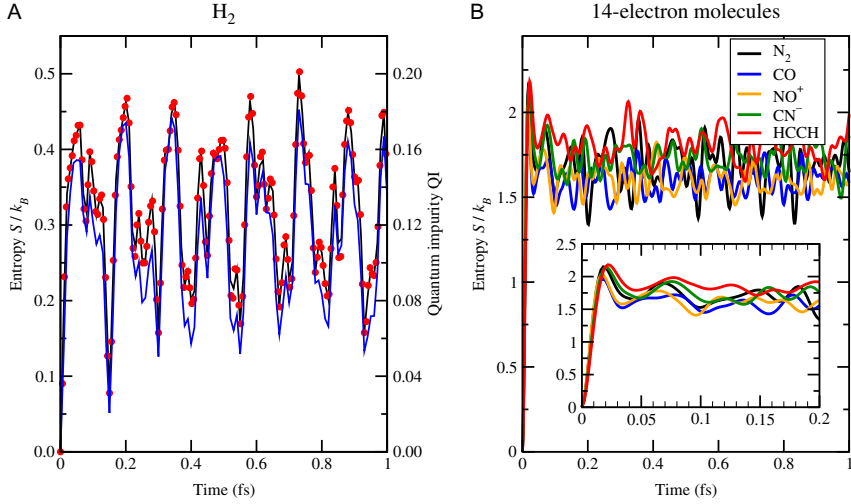 A
H2
B
14-electron molecules
Entropy S / kB
0.5
0.4
0.3
0.2
0.1
0.0
0.20
0.16
0.12
0.08
0.04
0.00
Quantum impurity QI
0
0.2
0.4
0.6
0.8
1
Time (fs)
Entropy S / kB
2
1.5
1
0.5
0
N2
CO
NO+
CN−
HCCH
2.5
2
1.5
1
0.5
0
0
0.05
0.1
0.15
0.2
0
0.2
0.4
0.6
0.8
1
Time (fs)